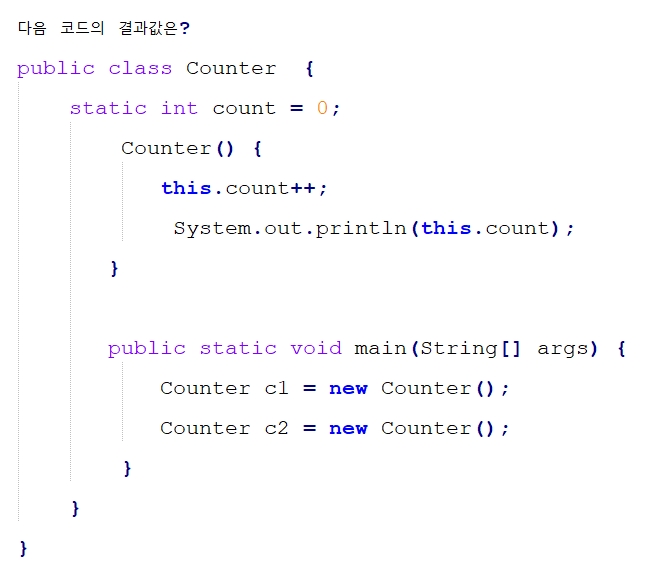 다음 코드의 결과값은?
public class Counter {
static int count = 0;
Counter() {
this.count++;
System.out.println(this.count);
}
public static void main(String[] args) {
Counter c1 = new Counter();
Counter c2 = new Counter();
}
}
}